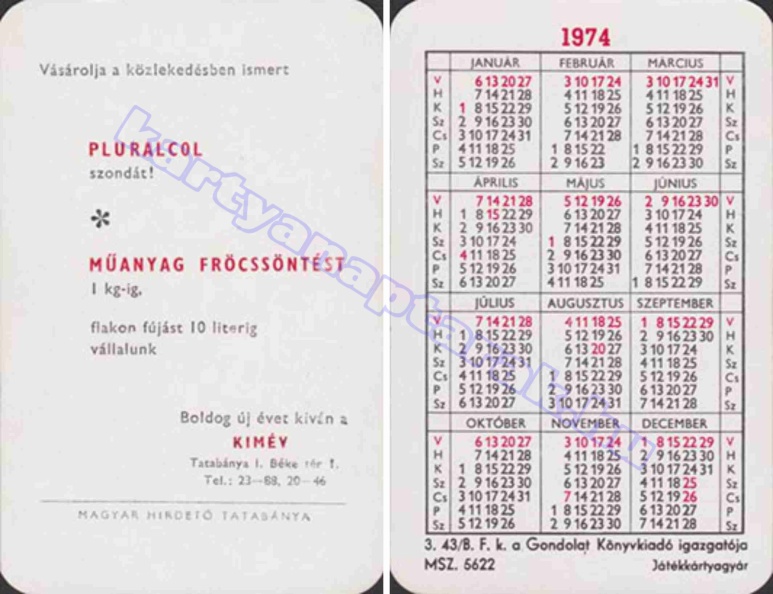 Vásárolja a közlekedésben ismert
PLURALCOL
szondát!
*
MŰANYAG FRÖCSSÖNTÉST
1 kg-ig,
flakon fújást 10 literig
vállalunk
Boldog új évet kíván a
KIMÉV
Tatabánya I. Béke tér 1.
Tel.: 23—88, 20—46
MAGYAR HIRDETŐ TATABÁNYA
kartyanaptarok.hu
1974
JANUÁR FEBRUÁR MÁRCIUS
V 6 13 20 27 3 10 17 24 3 10 17 24 31 V
H 7 14 21 28 4 11 18 25 4 11 18 25 H
K 1 8 15 22 29 5 12 19 26 5 12 19 26 K
Sz 2 9 16 23 30 6 13 20 27 6 13 20 27 Sz
Cs 3 10 17 24 31 7 14 21 28 7 14 21 28 Cs
P 4 11 18 25 1 8 15 22 1 8 15 22 29 P
Sz 5 12 19 26 2 9 16 23 2 9 16 23 30 Sz
ÁPRILIS MÁJUS JÚNIUS
V 7 14 21 28 5 12 19 26 2 9 16 23 30 V
H 1 8 15 22 29 6 13 20 27 3 10 17 24 H
K 2 9 16 23 30 7 14 21 28 4 11 18 25 K
Sz 3 10 17 24 1 8 15 22 29 5 12 19 26 Sz
Cs 4 11 18 25 2 9 16 23 30 6 13 20 27 Cs
P 5 12 19 26 3 10 17 24 31 7 14 21 28 P
Sz 6 13 20 27 4 11 18 25 1 8 15 22 29 Sz
JÚLIUS AUGUSZTUS SZEPTEMBER
V 7 14 21 28 4 11 18 25 1 8 15 22 29 V
H 1 8 15 22 29 5 12 19 26 2 9 16 23 30 H
K 2 9 16 23 30 6 13 20 27 3 10 17 24 K
Sz 3 10 17 24 31 7 14 21 28 4 11 18 25 Sz
Cs 4 11 18 25 1 8 15 22 29 5 12 19 26 Cs
P 5 12 19 26 2 9 16 23 30 6 13 20 27 P
Sz 6 13 20 27 3 10 17 24 31 7 14 21 28 Sz
OKTÓBER NOVEMBER DECEMBER
V 6 13 20 27 3 10 17 24 1 8 15 22 29 V
H 7 14 21 28 4 11 18 25 2 9 16 23 30 H
K 1 8 15 22 29 5 12 19 26 3 10 17 24 31 K
Sz 2 9 16 23 30 6 13 20 27 4 11 18 25 Sz
Cs 3 10 17 24 31 7 14 21 28 5 12 19 26 Cs
P 4 11 18 25 1 8 15 22 29 6 13 20 27 P
Sz 5 12 19 26 2 9 16 23 30 7 14 21 28 Sz
3. 43/B. F. k. a Gondolat Könyvkiadó igazgatója
MSZ. 5622 Játékkártyagyár